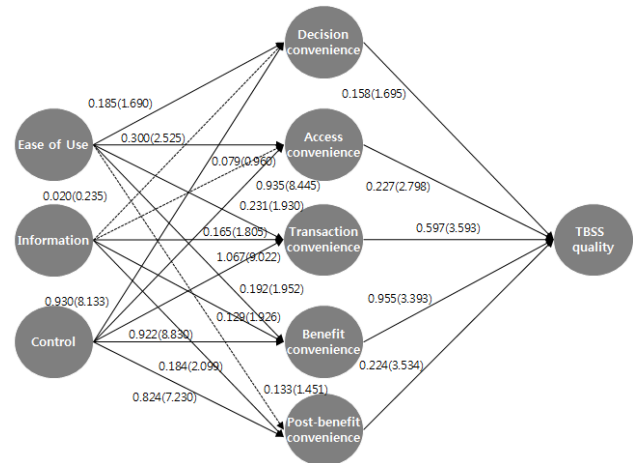 Decision
convenience
0.158(1.695)
0.185(1.690)
Ease of Use
0.300(2.525)
Access
convenience
0.079(0.960)
0.935(8.445)
0.227(2.798)
0.020(0.235)
0.231(1.930)
Information
0.165(1.805)
Transaction
convenience
0.597(3.593)
TBSS
quality
1.067(9.022)
0.192(1.952)
0.930(8.133)
0.129(1.926)
Control
0.922(8.830)
Benefit
convenience
0.955(3.393)
0.184(2.099)
0.224(3.534)
0.133(1.451)
0.824(7.230)
Post-benefit
convenience